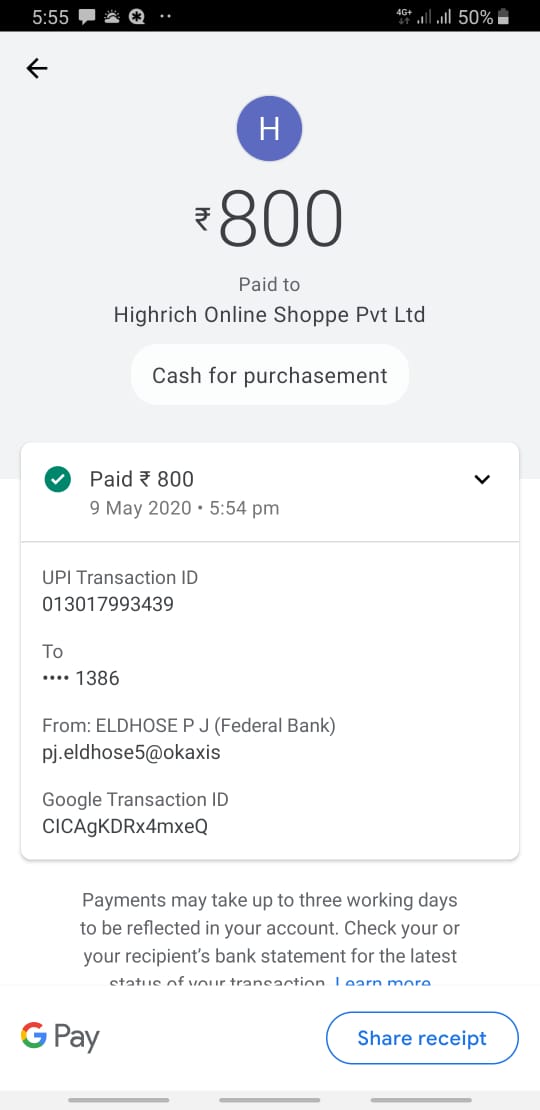 5:55
4G+
50%
H
₹800
Paid to
Highrich Online Shoppe Pvt Ltd
Cash for purchasement
Paid ₹ 800
9 May 2020 • 5:54 pm
UPI Transaction ID
013017993439
To
•••• 1386
From: ELDHOSE P J (Federal Bank)
pj.eldhose5@okaxis
Google Transaction ID
CICAgKDRx4mxeQ
Payments may take up to three working days
to be reflected in your account. Check your or
your recipient's bank statement for the latest
status of your transaction. Learn more
G Pay
Share receipt